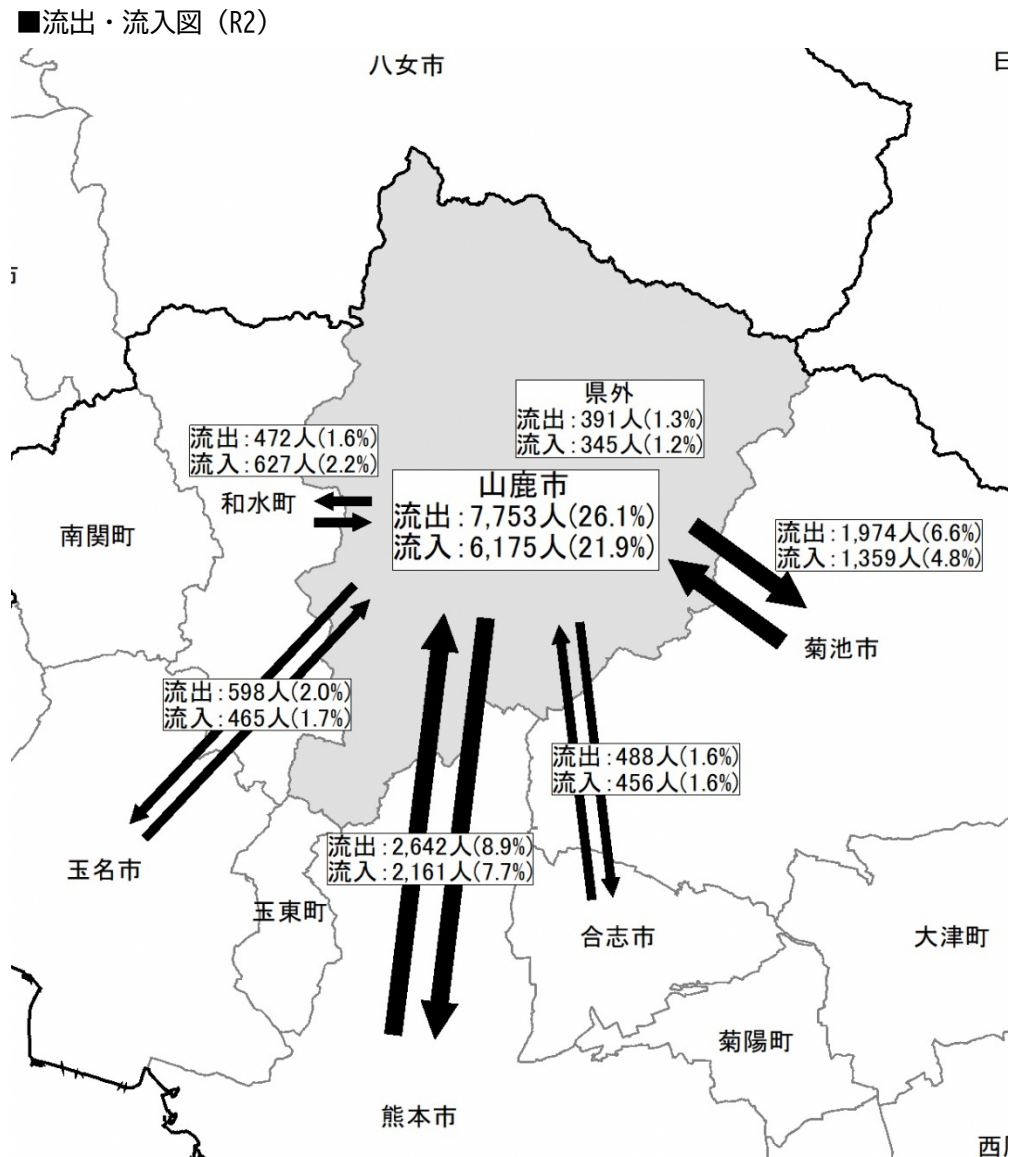 ■流出・流入図（R2）
八女市
県外
流出:391人(1.3%)
流入:345人(1.2%)
流出:472人(1.6%)
流入:627人(2.2%)
和水町
山鹿市
流出:7,753人(26.1%)
流入:6,175人(21.9%)
南関町
流出:1,974人(6.6%)
流入:1,359人(4.8%)
菊池市
流出:598人(2.0%)
流入:465人(1.7%)
流出:488人(1.6%)
流入:456人(1.6%)
流出:2,642人(8.9%)
流入:2,161人(7.7%)
玉名市
玉東町
合志市
大津町
菊陽町
熊本市
西